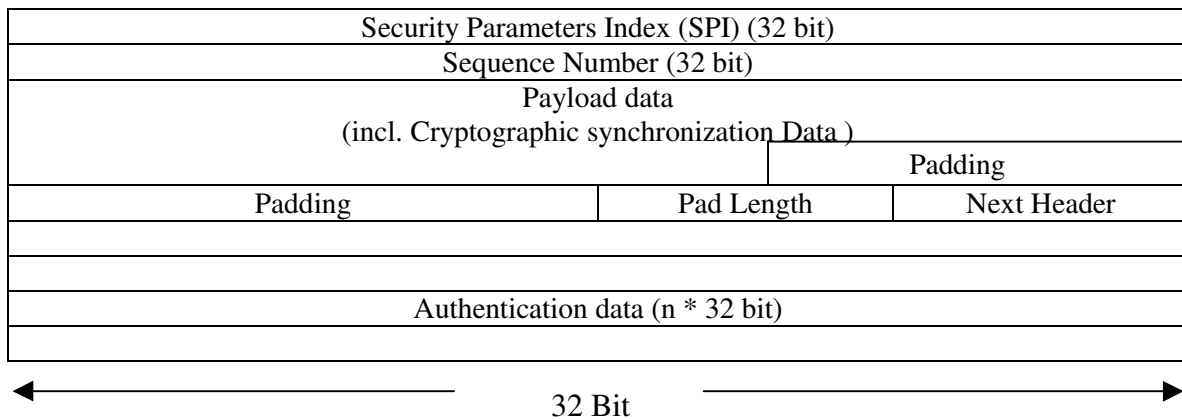 Security Parameters Index (SPI) (32 bit)
Sequence Number (32 bit)
Payload data
(incl. Cryptographic synchronization Data )
Padding
Padding Pad Length Next Header
Authentication data (n * 32 bit)
32 Bit